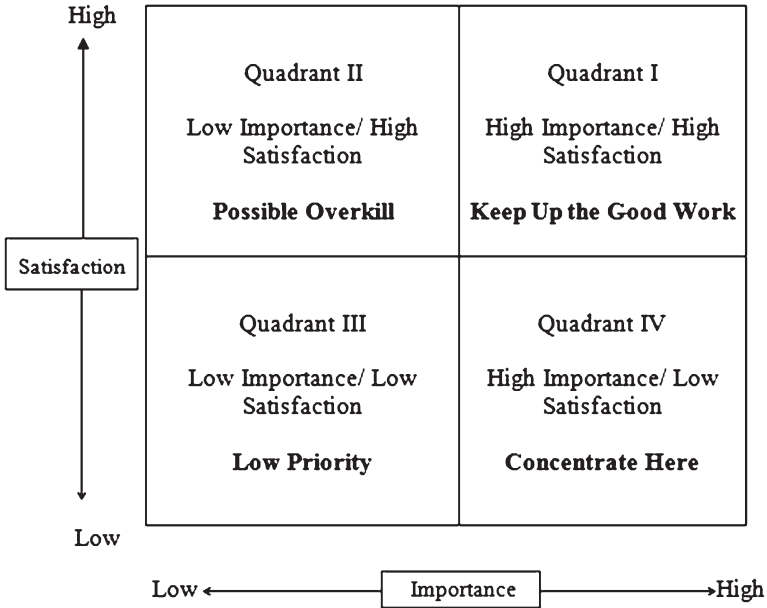 High
Quadrant II
Low Importance/ High
Satisfaction
Possible Overkill
Quadrant I
High Importance/ High
Satisfaction
Keep Up the Good Work
Satisfaction
Quadrant III
Low Importance/ Low
Satisfaction
Low Priority
Quadrant IV
High Importance/ Low
Satisfaction
Concentrate Here
Low
Low
Importance
High